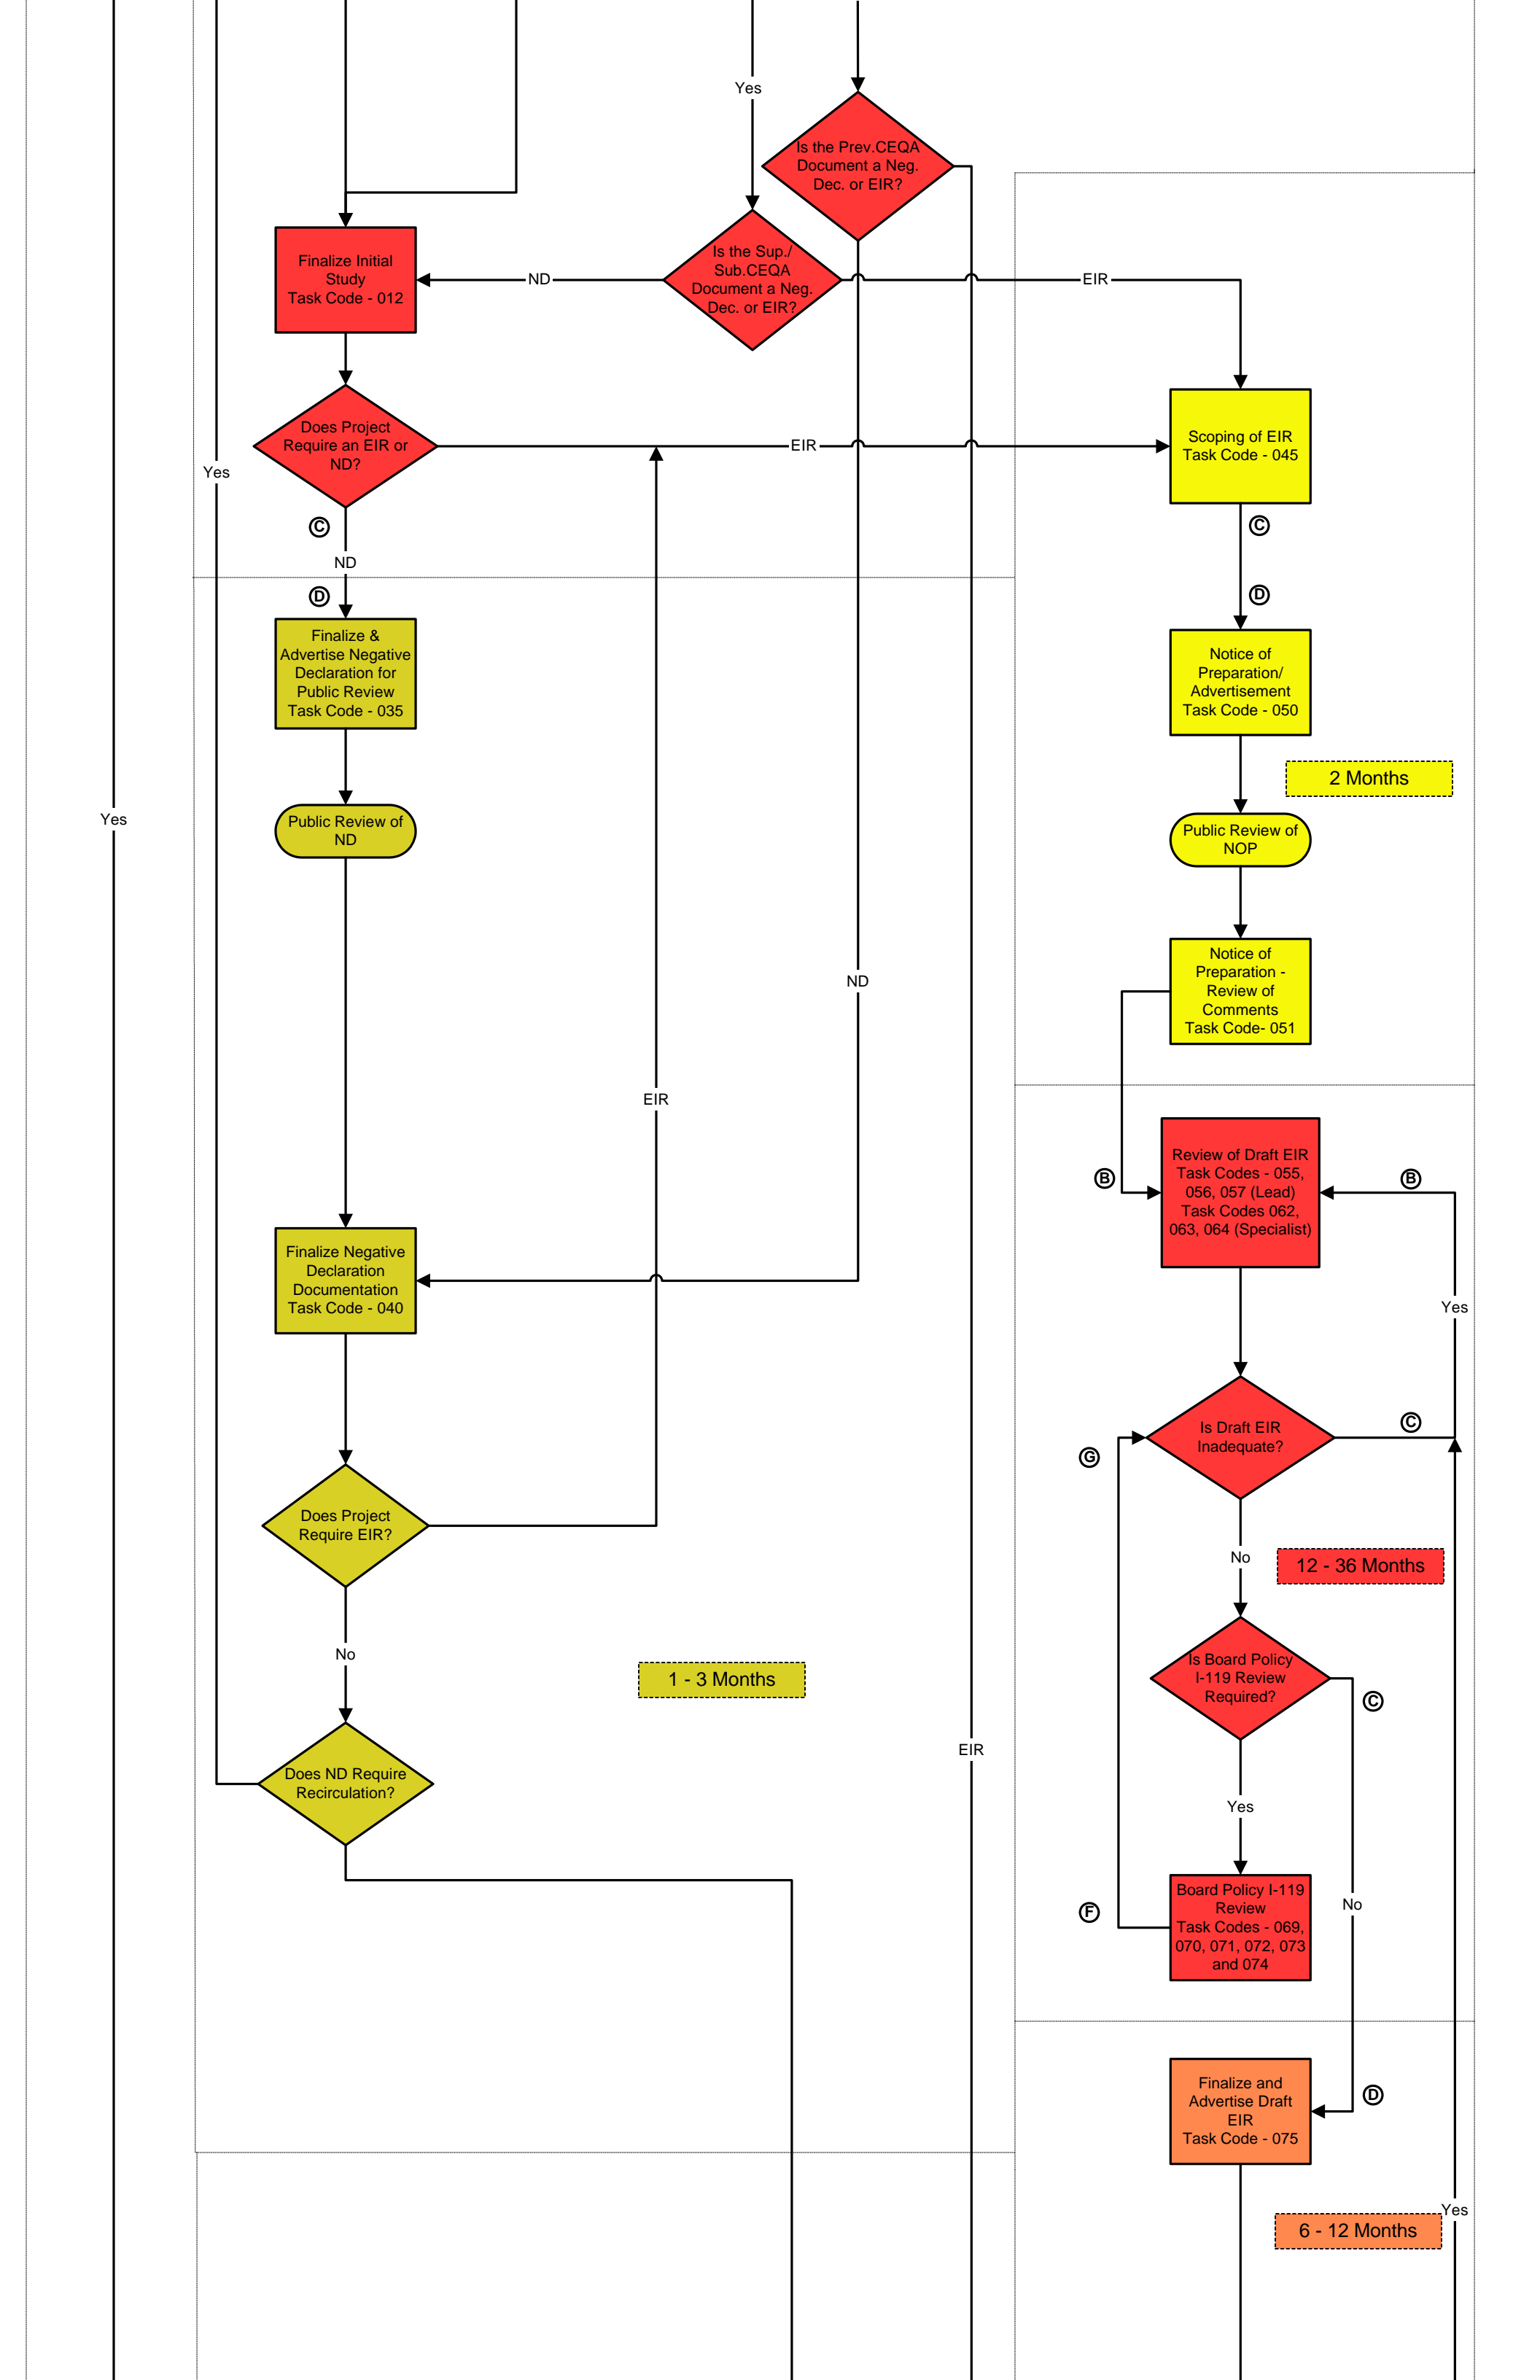 Yes
Is the Prev.CEQA
Document a Neg.
Dec. or EIR?
Finalize Initial
Study
Task Code - 012
ND
Is the Sup./
Sub.CEQA
Document a Neg.
Dec. or EIR?
EIR
Does Project
Require an EIR or
ND?
EIR
Scoping of EIR
Task Code - 045
Yes
C
ND
C
D
D
Finalize &
Advertise Negative
Declaration for
Public Review
Task Code - 035
Notice of
Preparation/
Advertisement
Task Code - 050
2 Months
Yes
Public Review of
ND
Public Review of
NOP
Notice of
Preparation -
Review of
Comments
Task Code- 051
ND
EIR
B
Review of Draft EIR
Task Codes - 055,
056, 057 (Lead)
Task Codes 062,
063, 064 (Specialist)
B
Finalize Negative
Declaration
Documentation
Task Code - 040
Yes
Is Draft EIR
Inadequate?
C
G
Does Project
Require EIR?
No
12 - 36 Months
No
1 - 3 Months
Is Board Policy
I-119 Review
Required?
C
EIR
Does ND Require
Recirculation?
Yes
Board Policy I-119
Review
Task Codes - 069,
070, 071, 072, 073
and 074
F
No
Finalize and
Advertise Draft
EIR
Task Code - 075
D
Yes
6 - 12 Months